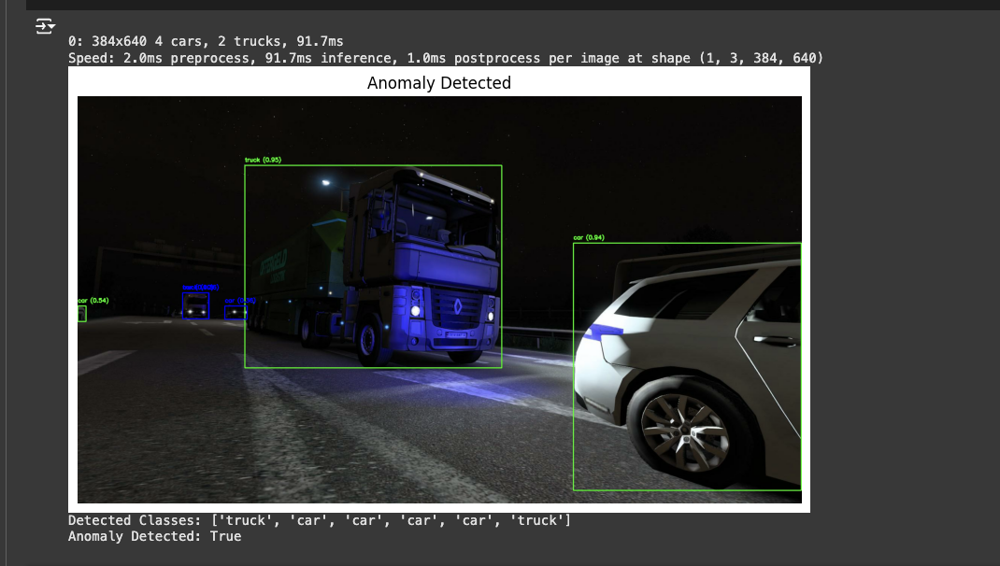 0: 384x640 4 cars, 2 trucks, 91.7ms
Speed: 2.0ms preprocess, 91.7ms inference, 1.0ms postprocess per image at shape (1, 3, 384, 640)
Anomaly Detected
truck (0.95)
car (0.94)
car (0.54)
car
Detected Classes: ['truck', 'car', 'car', 'car', 'car', 'truck']
Anomaly Detected: True